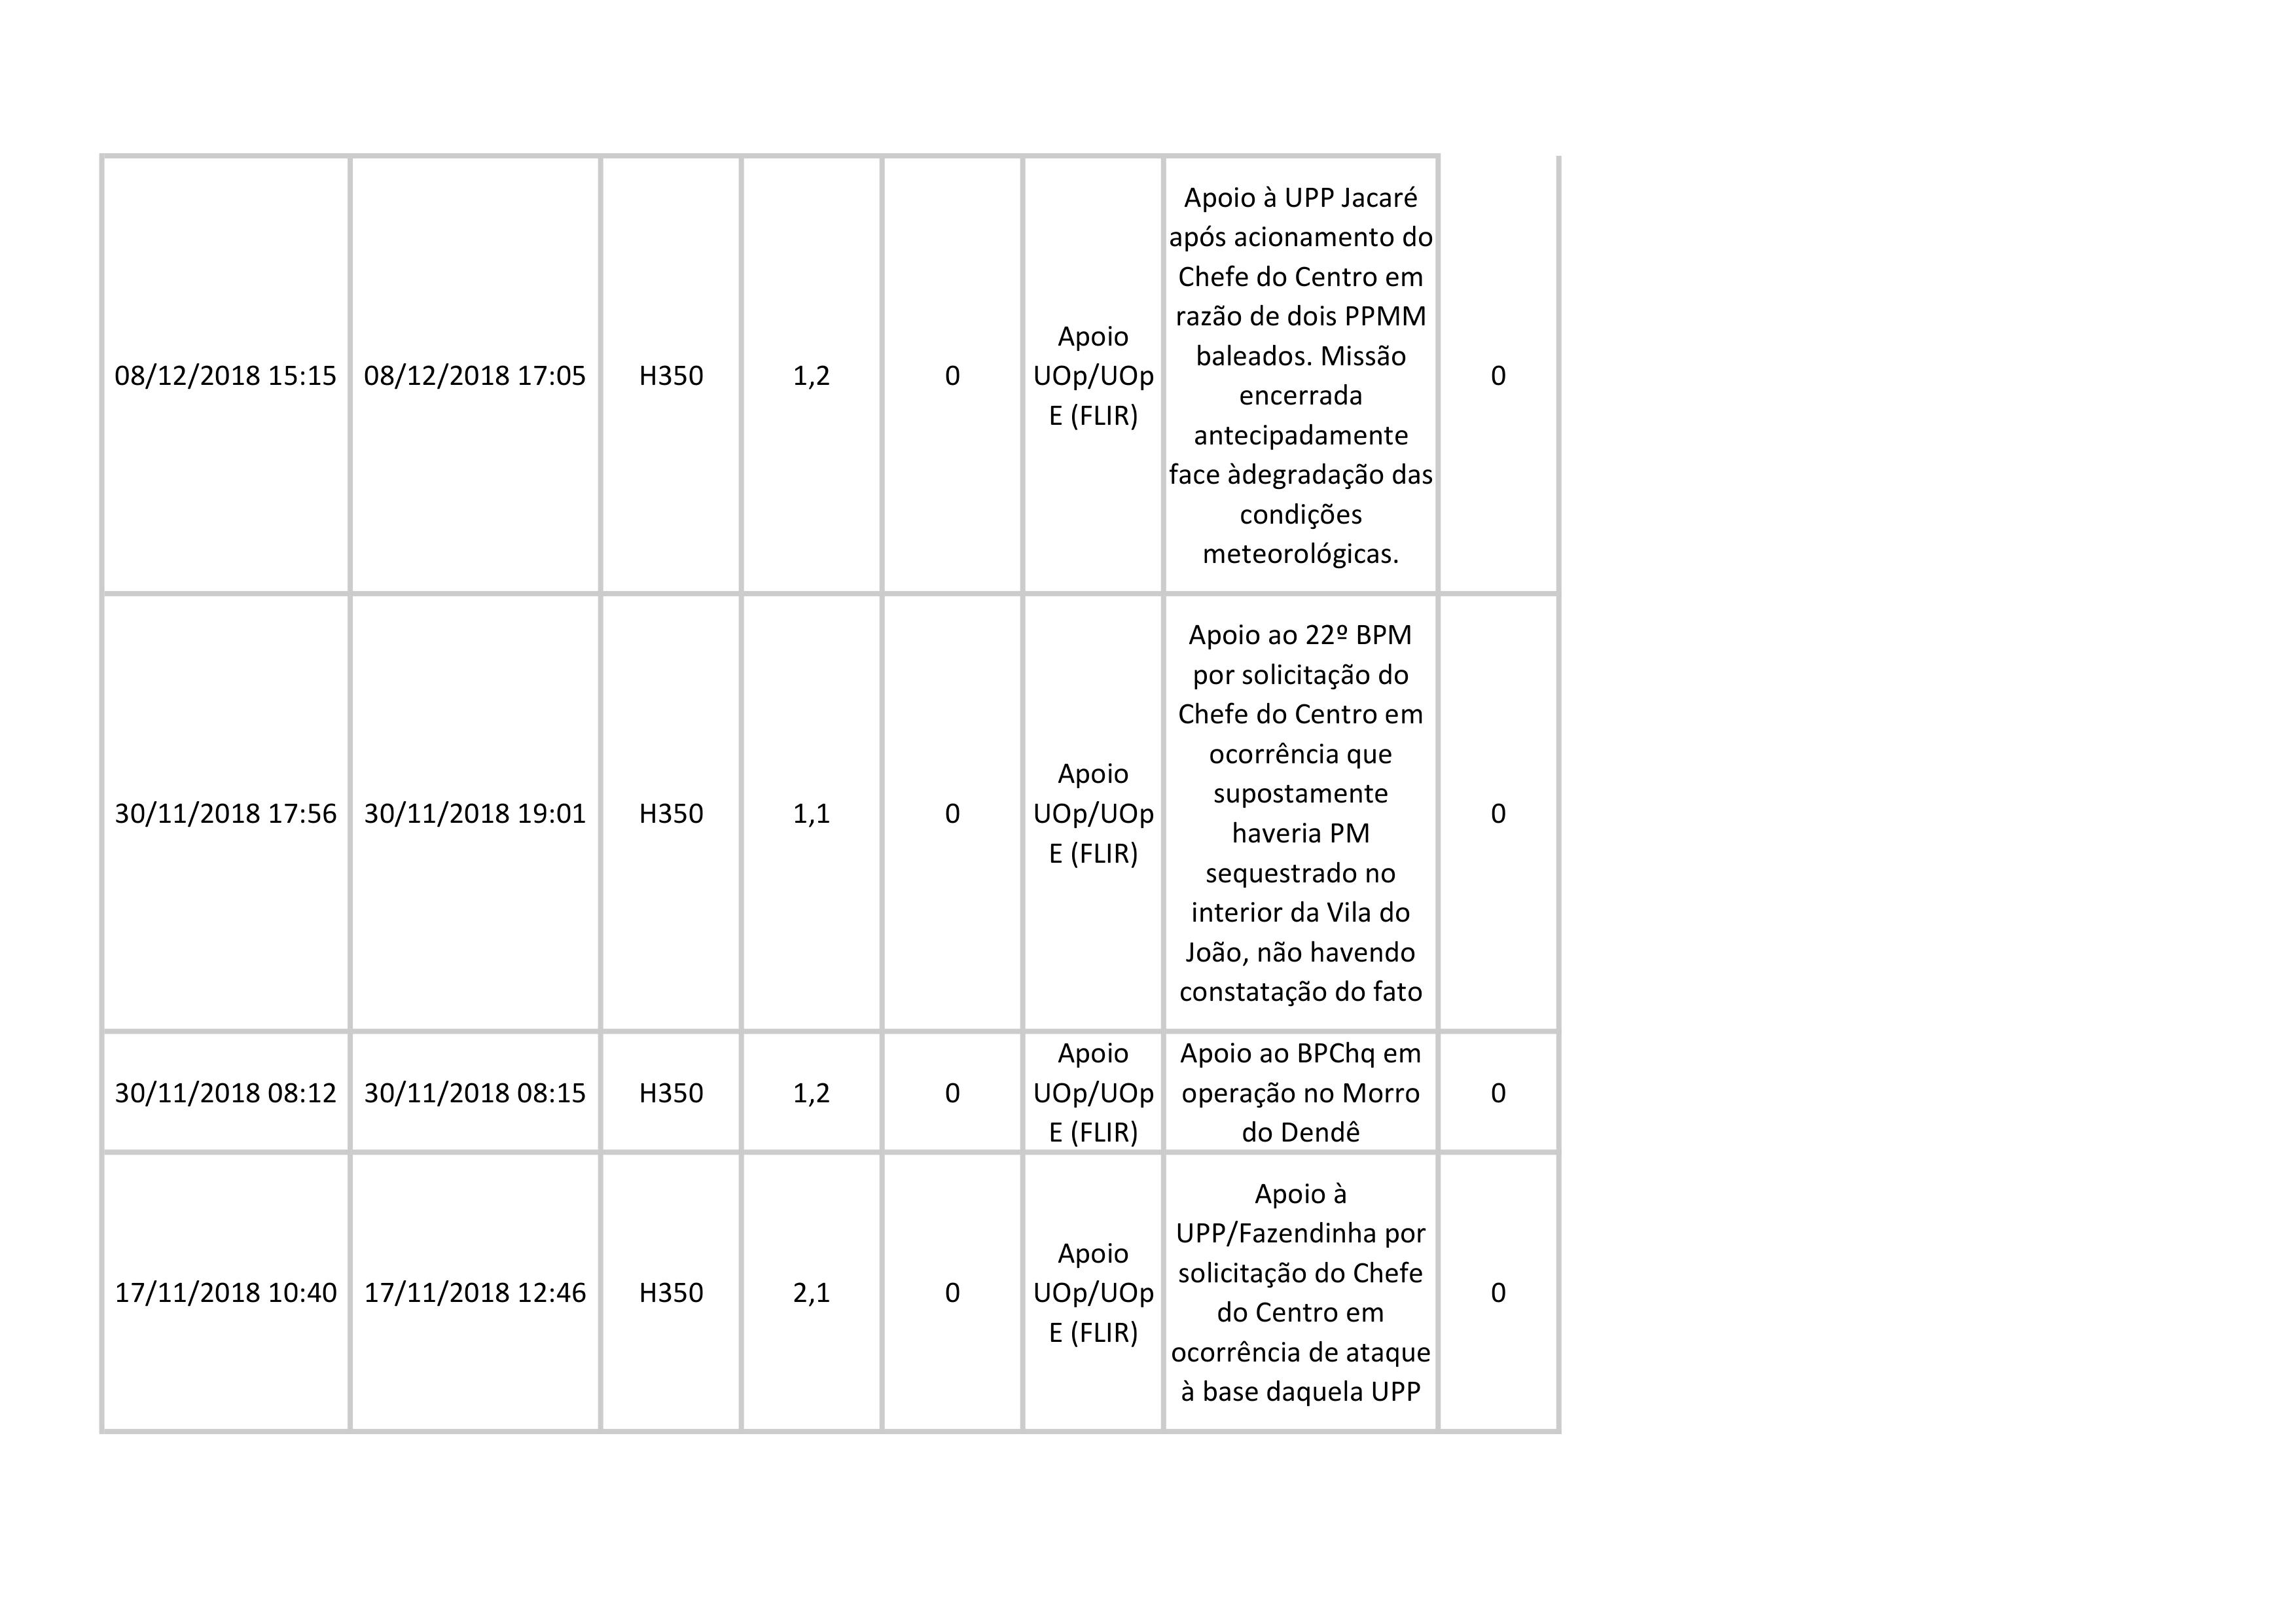 08/12/2018 15:15
08/12/2018 17:05
H350
1,2
0
Apoio
UOp/UOp
E (FLIR)
Apoio à UPP Jacaré
após acionamento do
Chefe do Centro em
razão de dois PPMM
baleados. Missão
encerrada
antecipadamente
face àdegradação das
condições
meteorológicas.
0
30/11/2018 17:56
30/11/2018 19:01
H350
1,1
0
Apoio
UOp/UOp
E (FLIR)
Apoio ao 22º BPM
por solicitação do
Chefe do Centro em
ocorrência que
supostamente
haveria PM
sequestrado no
interior da Vila do
João, não havendo
constatação do fato
0
30/11/2018 08:12
30/11/2018 08:15
H350
1,2
0
Apoio
UOp/UOp
E (FLIR)
Apoio ao BPChq em
operação no Morro
do Dendê
0
17/11/2018 10:40
17/11/2018 12:46
H350
2,1
0
Apoio
UOp/UOp
E (FLIR)
Apoio à
UPP/Fazendinha por
solicitação do Chefe
do Centro em
ocorrência de ataque
à base daquela UPP
0